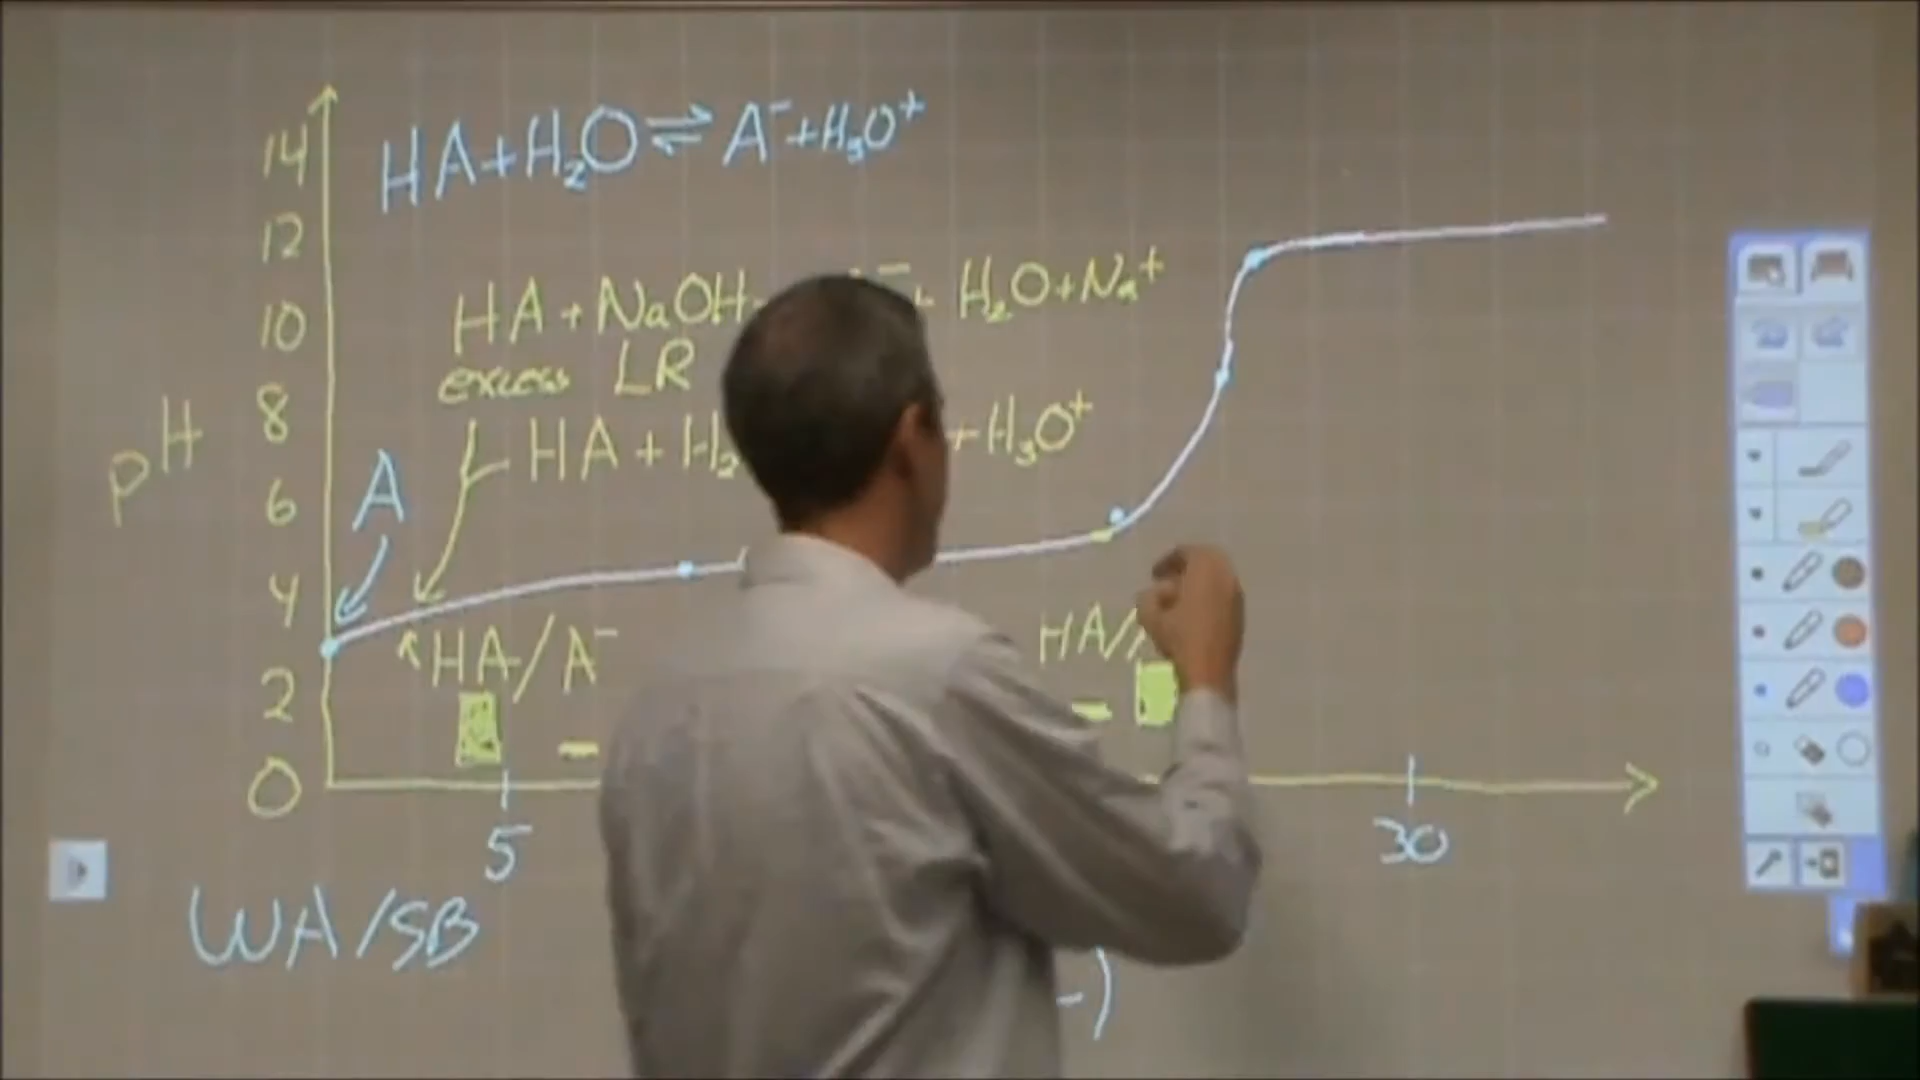 14
HA + H₂O ⇌ A⁻ + H₃O⁺
12
HA + NaOH
H₂O + Na⁺
10
excess LR
8
pH
HA + H₂
+ H₃O⁺
6
A
4
HA/A⁻
HA/
2
0
5
30
WA/SB